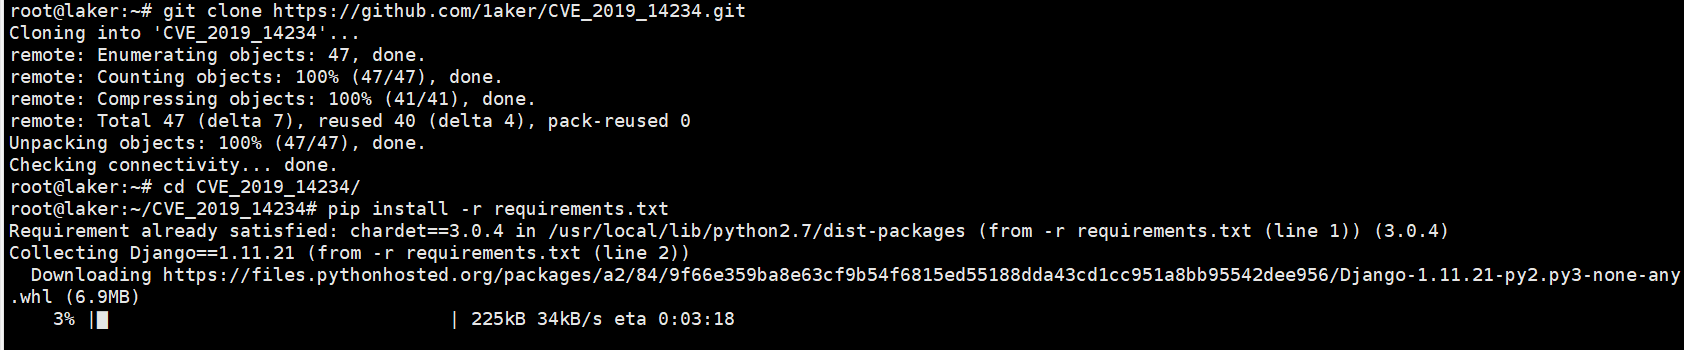 root@laker:~# git clone https://github.com/1aker/CVE_2019_14234.git
Cloning into 'CVE_2019_14234'...
remote: Enumerating objects: 47, done.
remote: Counting objects: 100% (47/47), done.
remote: Compressing objects: 100% (41/41), done.
remote: Total 47 (delta 7), reused 40 (delta 4), pack-reused 0
Unpacking objects: 100% (47/47), done.
Checking connectivity... done.
root@laker:~# cd CVE_2019_14234/
root@laker:~/CVE_2019_14234# pip install -r requirements.txt
Requirement already satisfied: chardet==3.0.4 in /usr/local/lib/python2.7/dist-packages (from -r requirements.txt (line 1)) (3.0.4)
Collecting Django==1.11.21 (from -r requirements.txt (line 2))
  Downloading https://files.pythonhosted.org/packages/a2/84/9f66e359ba8e63cf9b54f6815ed55188dda43cd1cc951a8bb95542dee956/Django-1.11.21-py2.py3-none-any
.whl (6.9MB)
    3% |█                               | 225kB 34kB/s eta 0:03:18